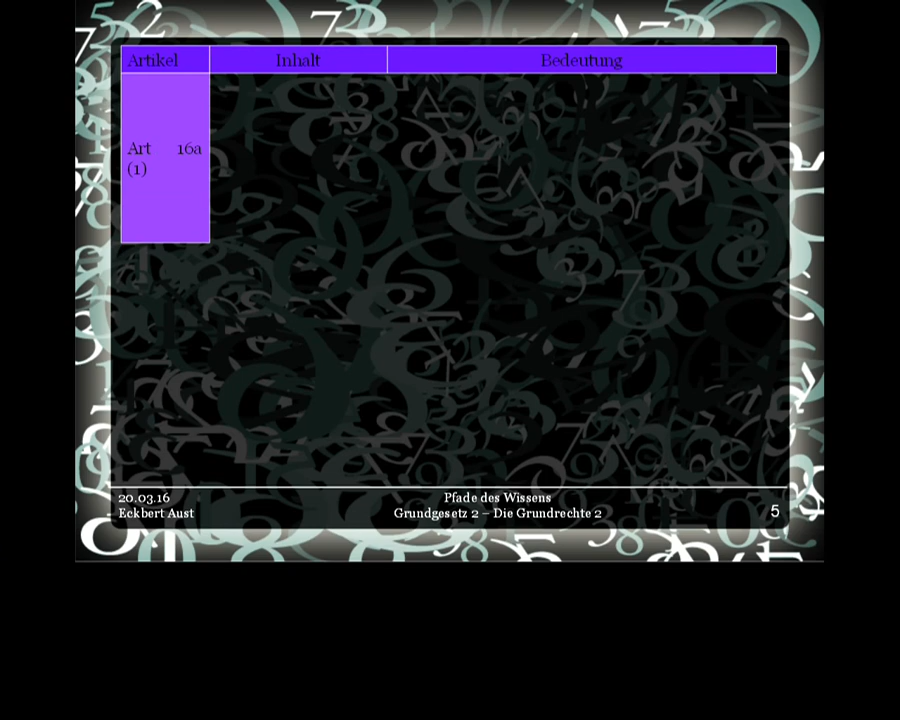 Artikel Inhalt Bedeutung
Art 16a
(1)
20.03.16 Pfade des Wissens
Eckbert Aust Grundgesetz 2 – Die Grundrechte 2 5